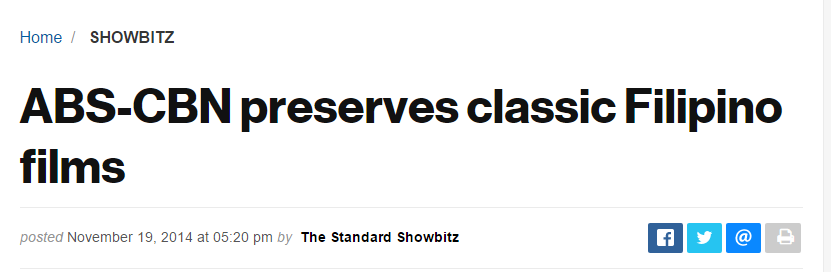 Home / SHOWBITZ
ABS-CBN preserves classic Filipino
films
posted November 19, 2014 at 05:20 pm by The Standard Showbitz